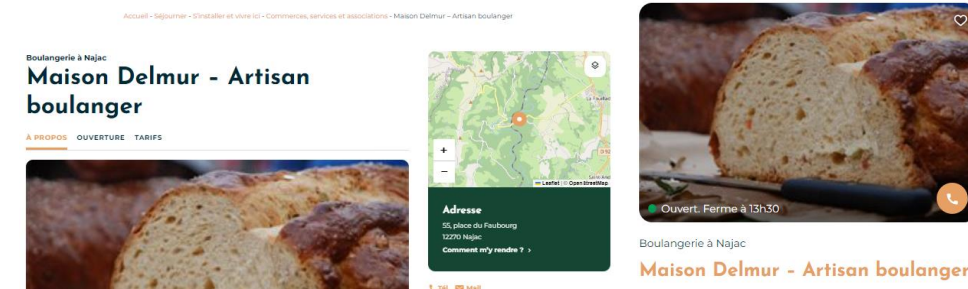 Accueil - Séjourner - S'installer et vivre ici - Commerces, services et associations - Maison Delmur – Artisan boulanger
Boulangerie à Najac
Maison Delmur – Artisan
boulanger
À PROPOS OUVERTURE TARIFS
+
−
Leaflet | © OpenStreetMap
Adresse
55, place du Faubourg
12270 Najac
Comment m'y rendre ? >
Tél Mail
Ouvert. Ferme à 13h30
Boulangerie à Najac
Maison Delmur – Artisan boulanger